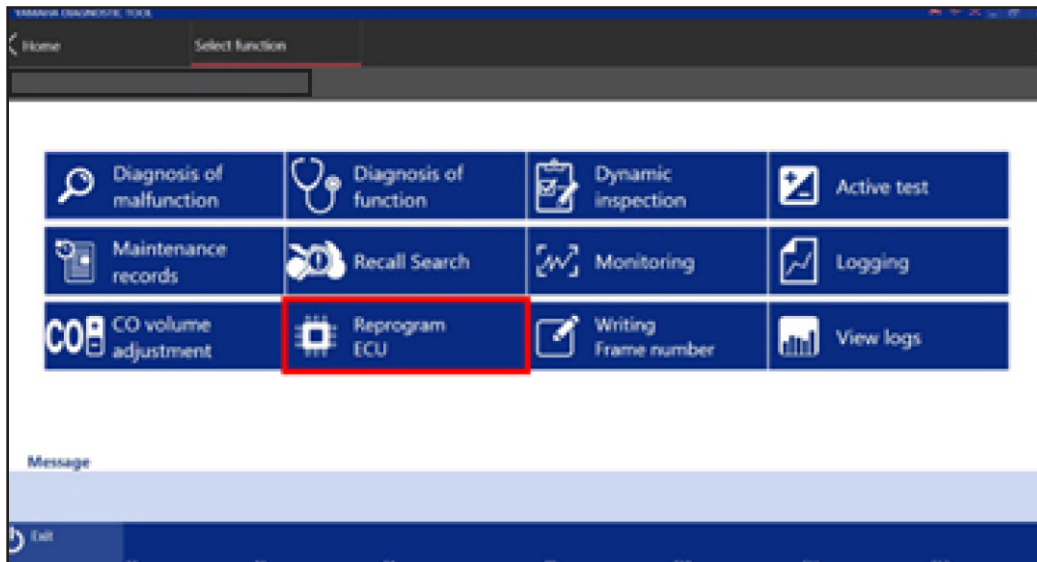 YAMAHA DIAGNOSTIC TOOL
Home
Select function
Diagnosis of
malfunction
Diagnosis of
function
Dynamic
inspection
Active test
Maintenance
records
Recall Search
Monitoring
Logging
CO
CO volume
adjustment
Reprogram
ECU
Writing
Frame number
View logs
Message
Exit